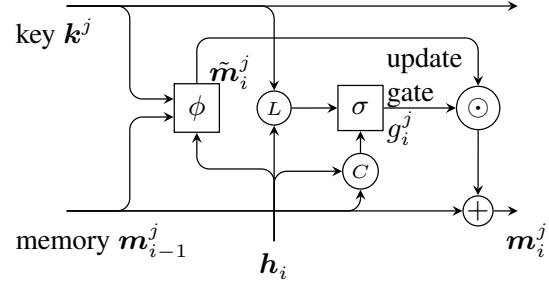 key k^j
m̃_i^j
update
ϕ
L
σ
gate
⊙
g_i^j
C
+
memory m_{i−1}^j
m_i^j
h_i